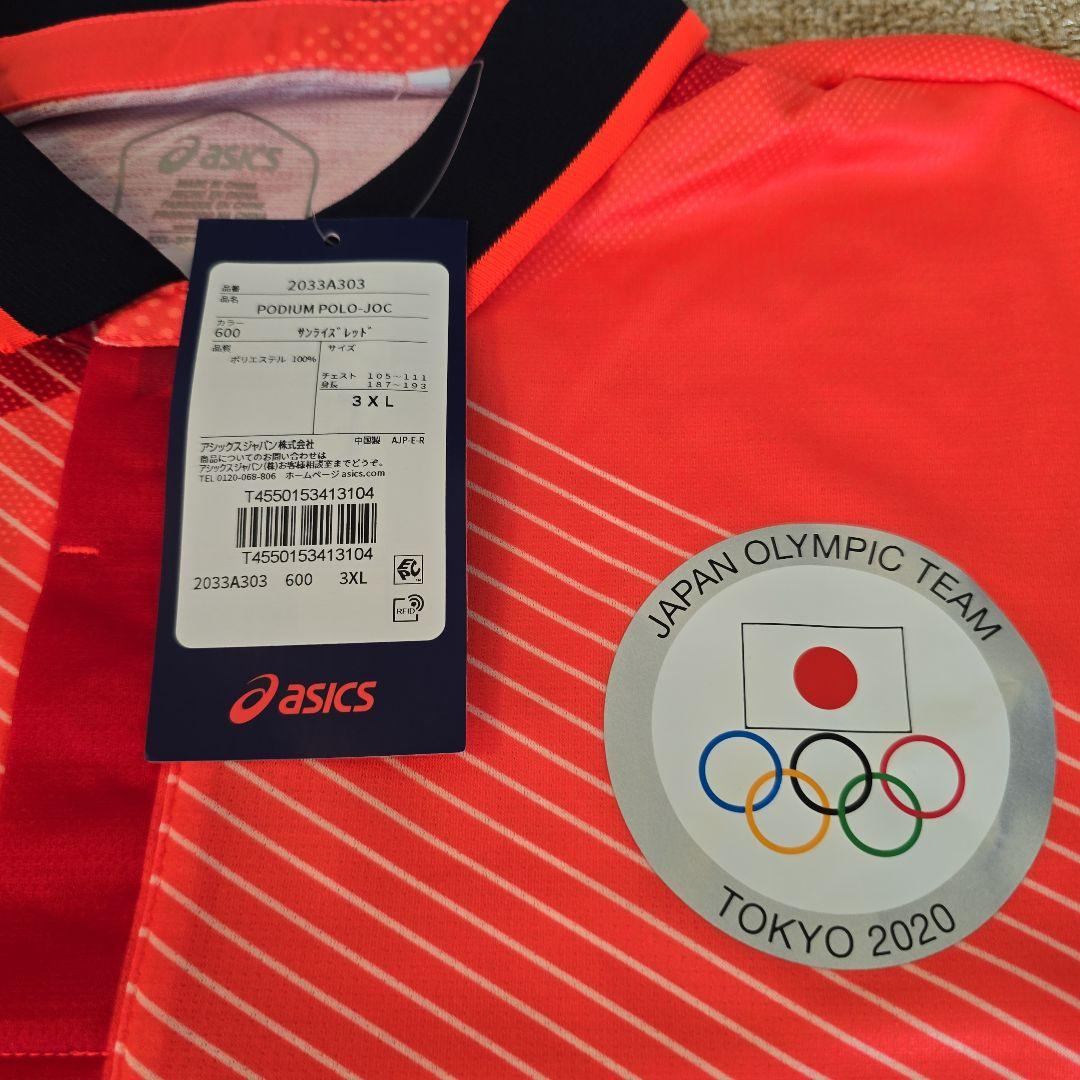 asics
MADE IN CHINA
品番 2033A303
品名
PODIUM POLO-JOC
カラー
600 サンライズレッド
品質 サイズ
ポリエステル 100%
チェスト 105~111
身長 187~193
3XL
アシックスジャパン株式会社 中国製 AJP-E-R
商品についてのお問い合わせは
アシックスジャパン(株)お客様相談室までどうぞ。
TEL 0120-068-806 ホームページ asics.com
T4550153413104
T4550153413104
2033A303 600 3XL
EPC
RFID
asics
JAPAN OLYMPIC TEAM
TOKYO 2020